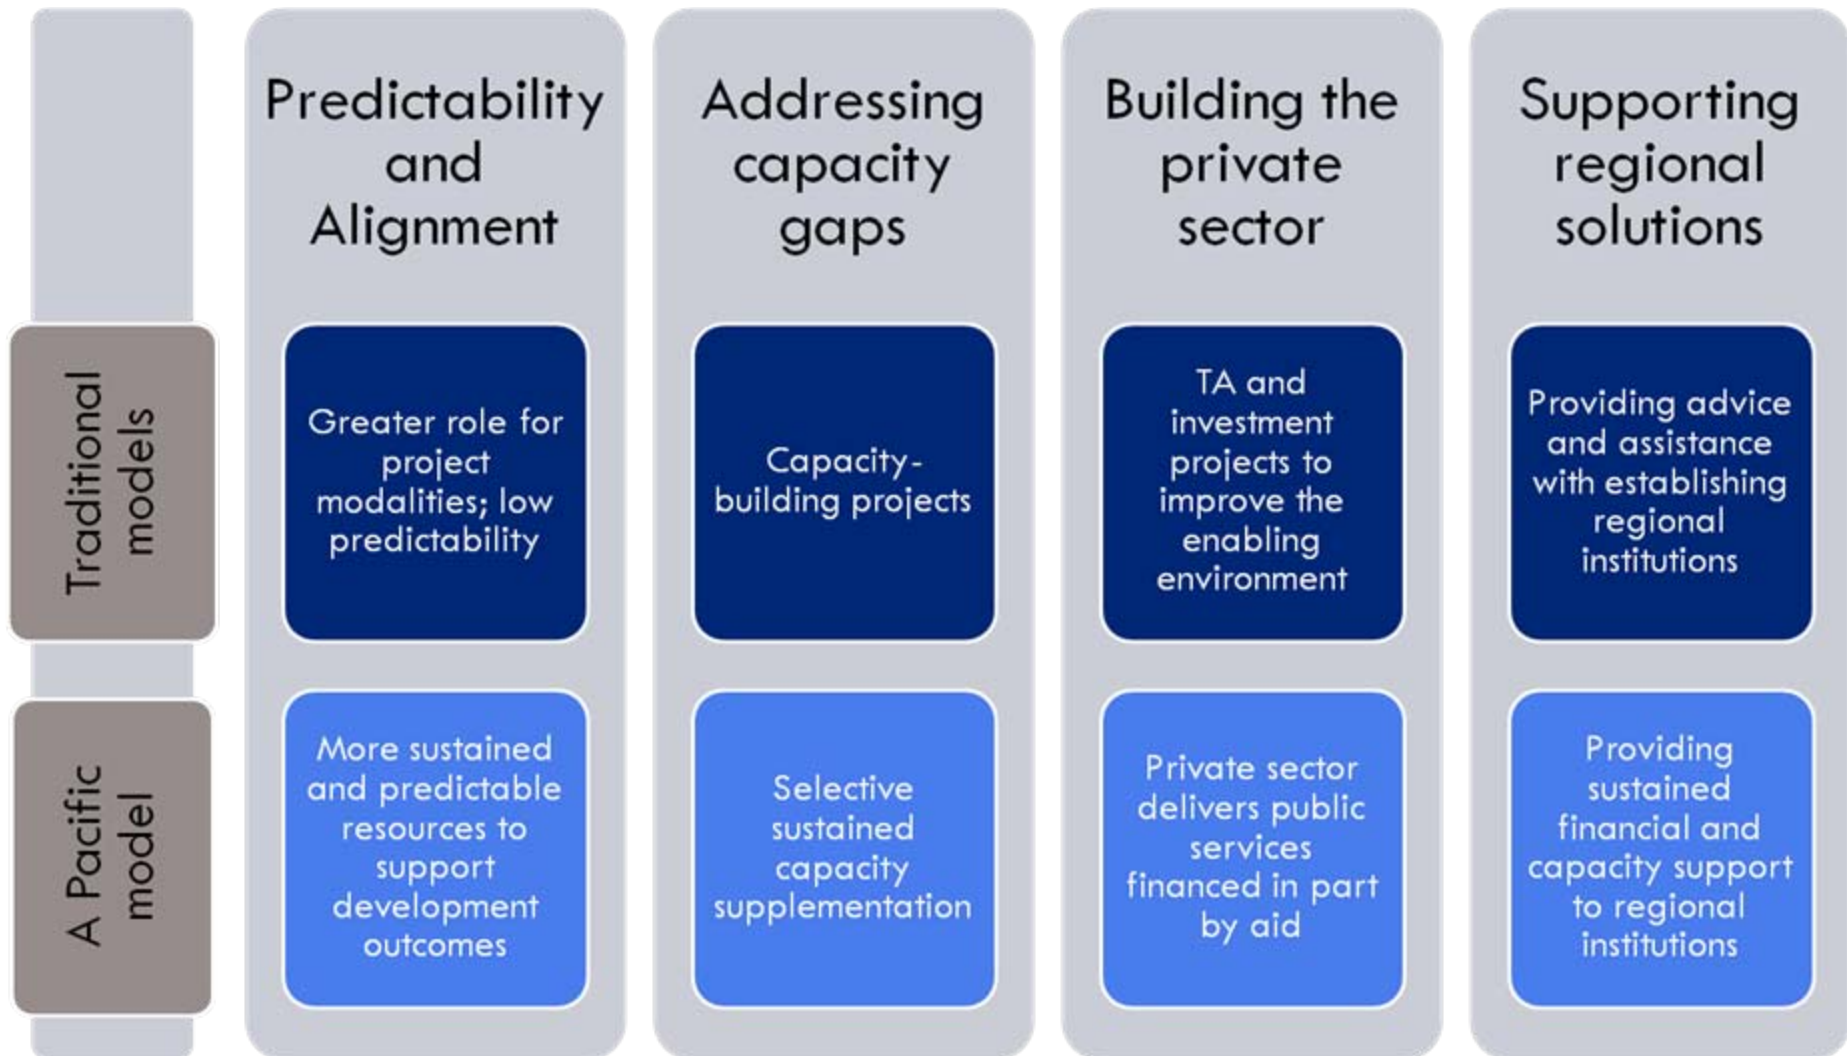 Predictability
and
Alignment
Addressing
capacity
gaps
Building the
private
sector
Supporting
regional
solutions
Traditional
models
Greater role for
project
modalities; low
predictability
Capacity-
building projects
TA and
investment
projects to
improve the
enabling
environment
Providing advice
and assistance
with establishing
regional
institutions
A Pacific
model
More sustained
and predictable
resources to
support
development
outcomes
Selective
sustained
capacity
supplementation
Private sector
delivers public
services
financed in part
by aid
Providing
sustained
financial and
capacity support
to regional
institutions